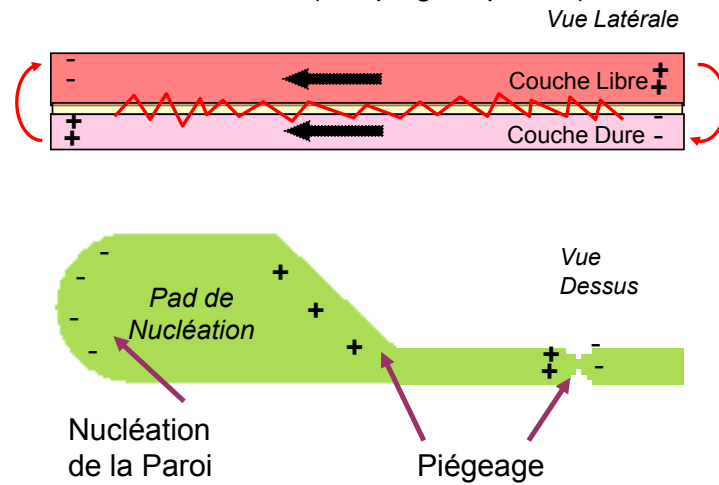 Vue Latérale
Couche Libre
Couche Dure
Pad de
Nucléation
Vue
Dessus
Nucléation
de la Paroi
Piégeage